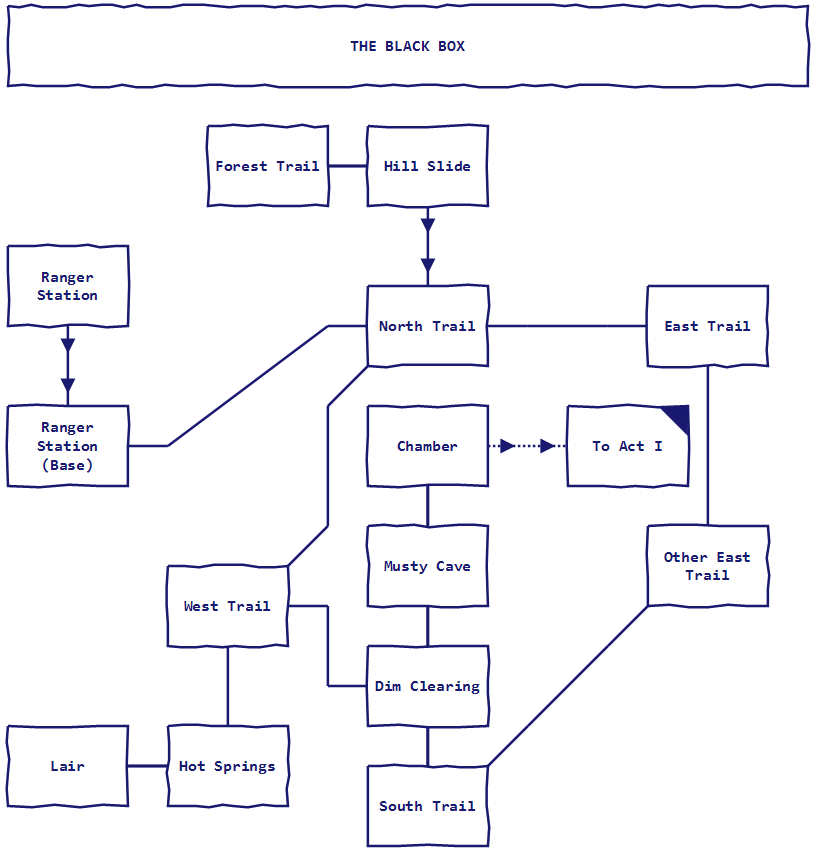 THE BLACK BOX
Forest Trail
Hill Slide
Ranger
Station
North Trail
East Trail
Ranger
Station
(Base)
Chamber
To Act I
Musty Cave
Other East
Trail
West Trail
Dim Clearing
Lair
Hot Springs
South Trail